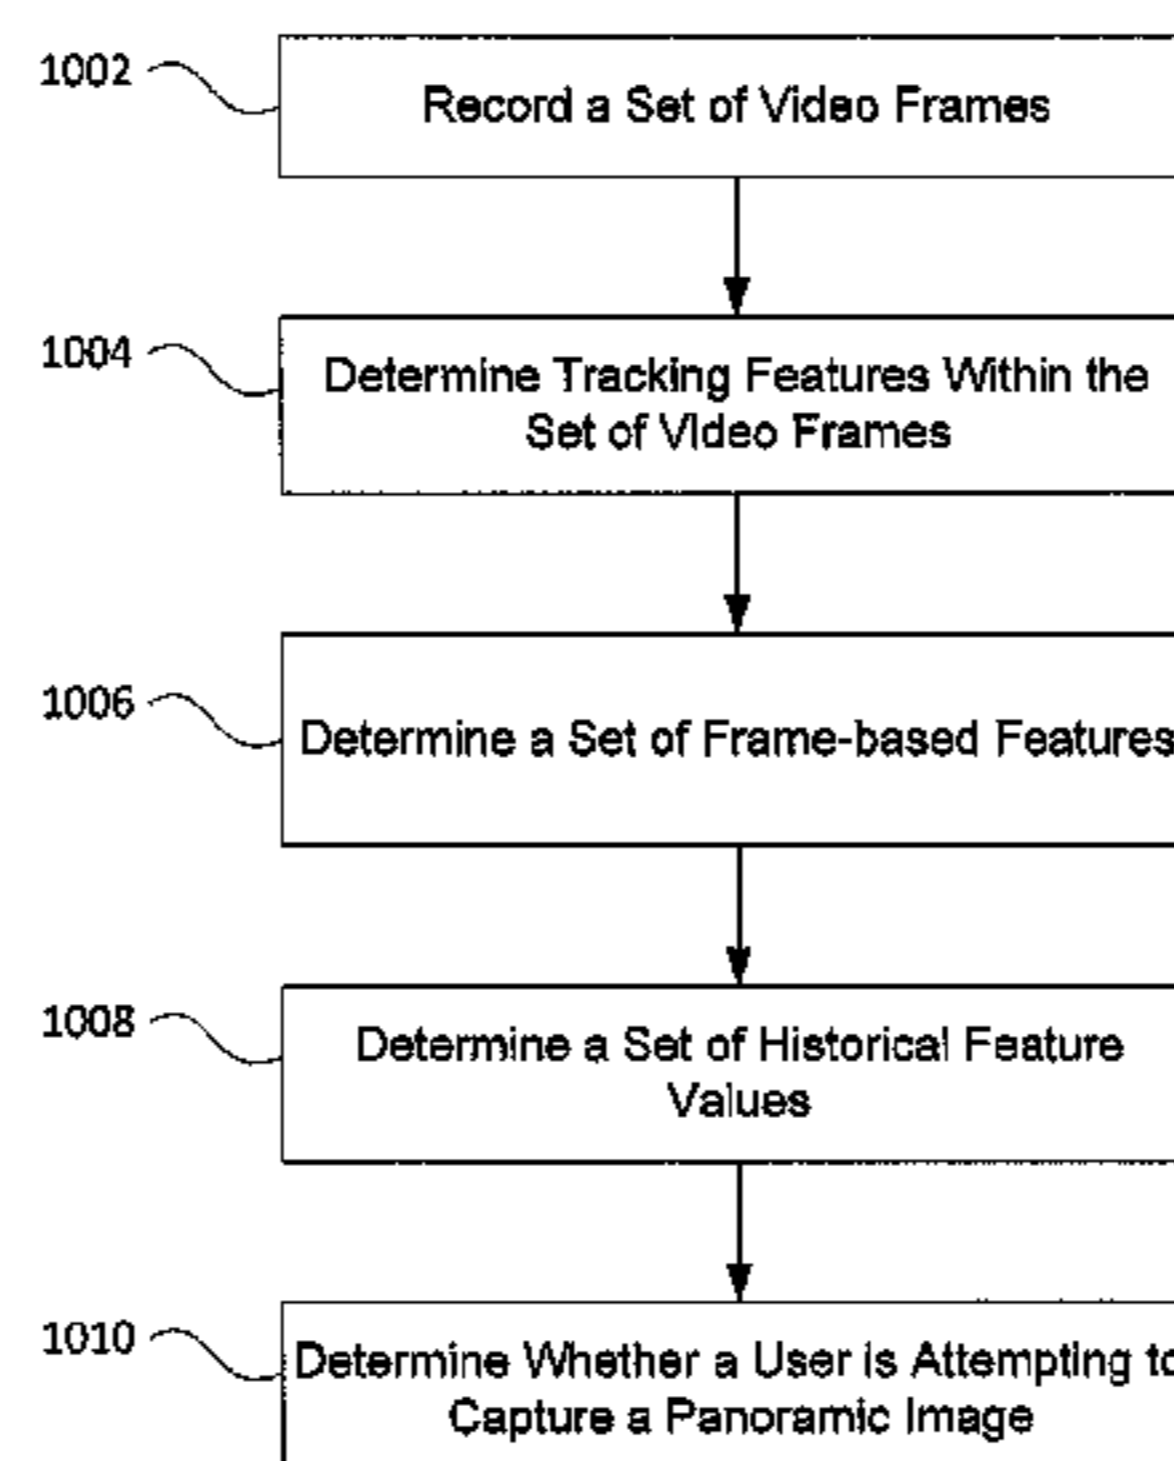 1002
Record a Set of Video Frames
1004
Determine Tracking Features Within the
Set of Video Frames
1006
Determine a Set of Frame-based Features
1008
Determine a Set of Historical Feature
Values
1010
Determine Whether a User is Attempting to
Capture a Panoramic Image